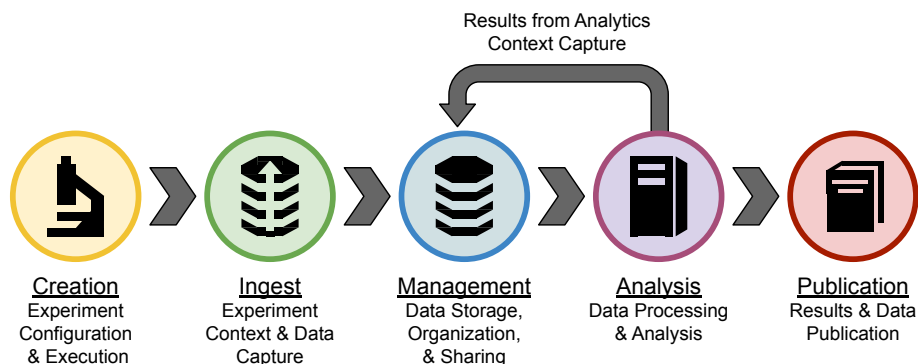 Results from Analytics
Context Capture
Creation
Experiment
Configuration
& Execution
Ingest
Experiment
Context & Data
Capture
Management
Data Storage,
Organization,
& Sharing
Analysis
Data Processing
& Analysis
Publication
Results & Data
Publication